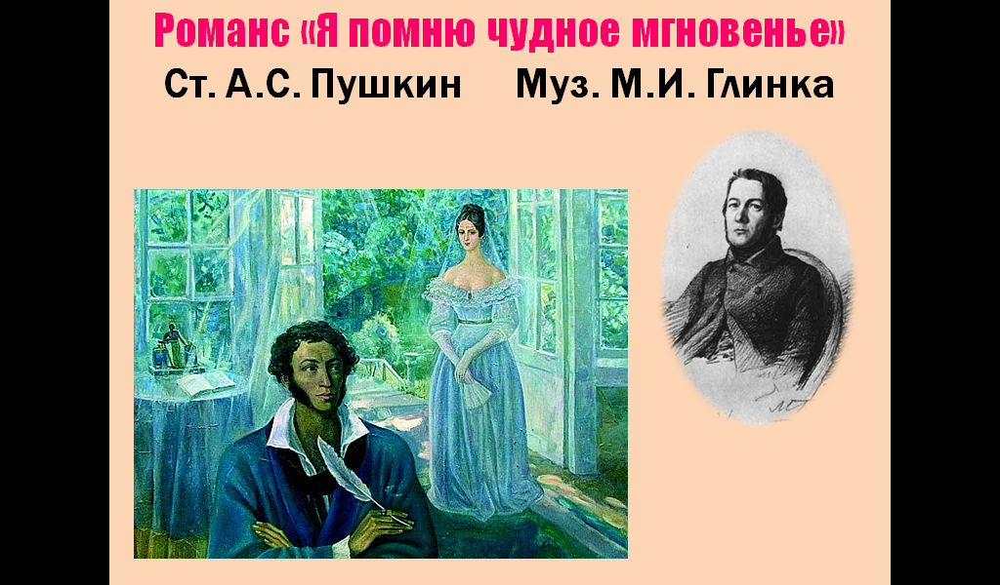 Романс «Я помню чудное мгновенье»
Ст. А.С. Пушкин Муз. М.И. Глинка